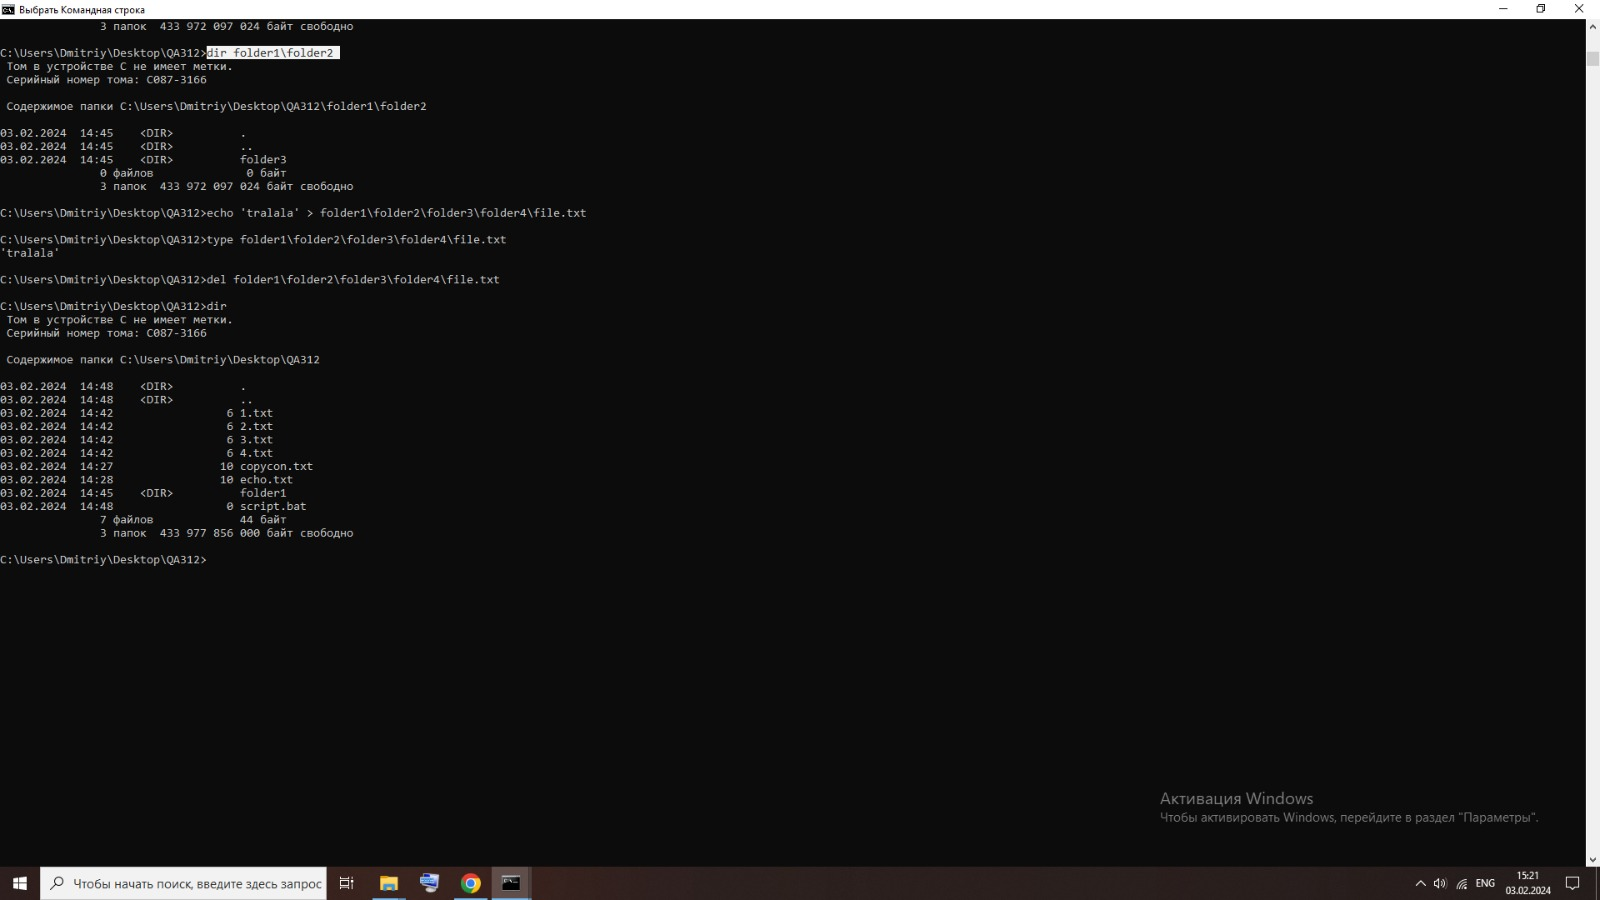 Выбрать Командная строка
3 папок  433 972 097 024 байт свободно
C:\Users\Dmitriy\Desktop\QA312>dir folder1\folder2
Том в устройстве C не имеет метки.
Серийный номер тома: C087-3166
Содержимое папки C:\Users\Dmitriy\Desktop\QA312\folder1\folder2
03.02.2024  14:45    <DIR>          .
03.02.2024  14:45    <DIR>          ..
03.02.2024  14:45    <DIR>          folder3
0 файлов              0 байт
3 папок  433 972 097 024 байт свободно
C:\Users\Dmitriy\Desktop\QA312>echo 'tralala' > folder1\folder2\folder3\folder4\file.txt
C:\Users\Dmitriy\Desktop\QA312>type folder1\folder2\folder3\folder4\file.txt
'tralala'
C:\Users\Dmitriy\Desktop\QA312>del folder1\folder2\folder3\folder4\file.txt
C:\Users\Dmitriy\Desktop\QA312>dir
Том в устройстве C не имеет метки.
Серийный номер тома: C087-3166
Содержимое папки C:\Users\Dmitriy\Desktop\QA312
03.02.2024  14:48    <DIR>          .
03.02.2024  14:48    <DIR>          ..
03.02.2024  14:42                 6 1.txt
03.02.2024  14:42                 6 2.txt
03.02.2024  14:42                 6 3.txt
03.02.2024  14:42                 6 4.txt
03.02.2024  14:27                10 copycon.txt
03.02.2024  14:28                10 echo.txt
03.02.2024  14:45    <DIR>          folder1
03.02.2024  14:48                 0 script.bat
7 файлов             44 байт
3 папок  433 977 856 000 байт свободно
C:\Users\Dmitriy\Desktop\QA312>
Активация Windows
Чтобы активировать Windows, перейдите в раздел "Параметры".
Чтобы начать поиск, введите здесь запрос
ENG
15:21
03.02.2024